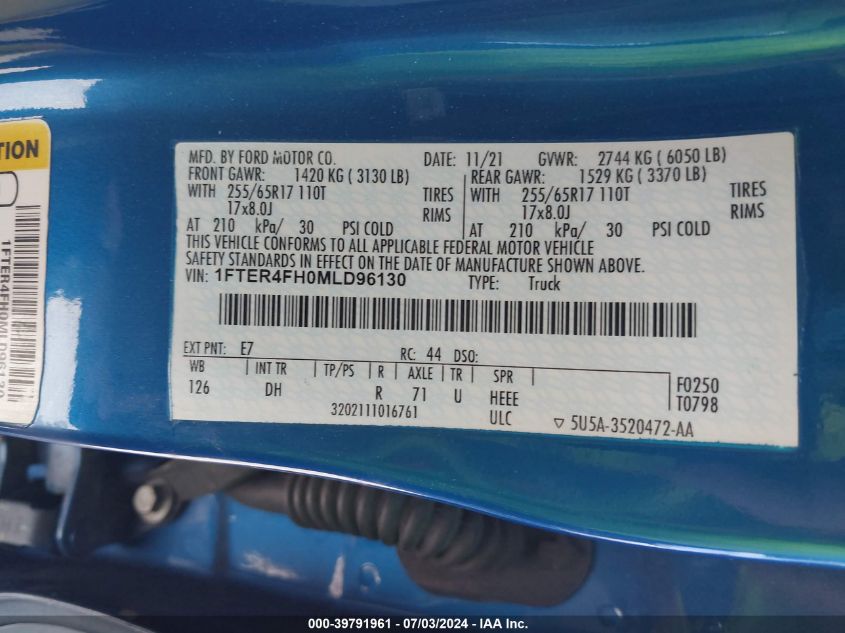 TION
1FTER4FH0MLD96130
MFD. BY FORD MOTOR CO. DATE: 11/21 GVWR: 2744 KG ( 6050 LB)
FRONT GAWR: 1420 KG ( 3130 LB) REAR GAWR: 1529 KG ( 3370 LB)
WITH 255/65R17 110T TIRES WITH 255/65R17 110T TIRES
17x8.0J RIMS 17x8.0J RIMS
AT 210 kPa/ 30 PSI COLD AT 210 kPa/ 30 PSI COLD
THIS VEHICLE CONFORMS TO ALL APPLICABLE FEDERAL MOTOR VEHICLE
SAFETY STANDARDS IN EFFECT ON THE DATE OF MANUFACTURE SHOWN ABOVE.
VIN: 1FTER4FH0MLD96130 TYPE: Truck
EXT PNT: E7 RC: 44 DSO:
WB INT TR TP/PS R AXLE TR SPR
126 DH R 71 U HEEE F0250
3202111016761 ULC T0798
5U5A-3520472-AA
000-39791961 - 07/03/2024 - IAA Inc.